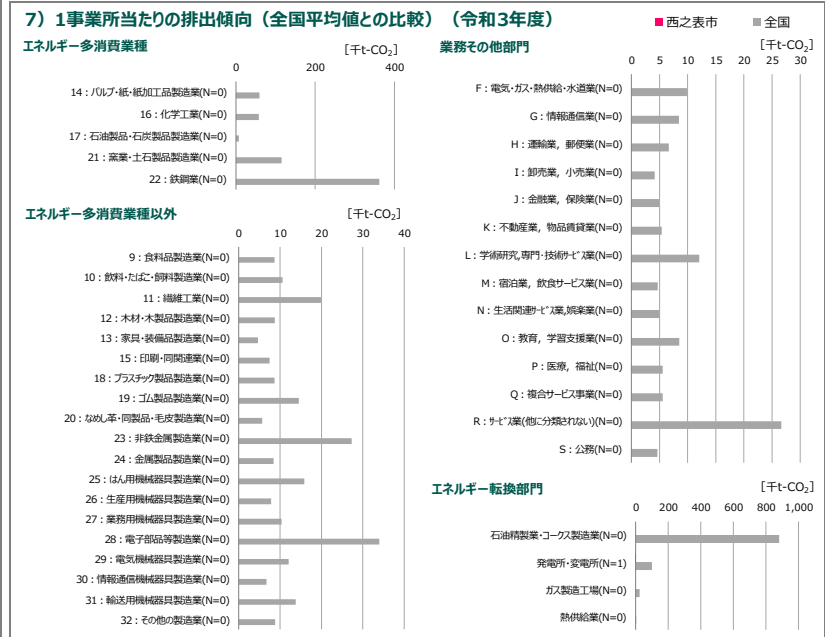 7）1事業所当たりの排出傾向（全国平均値との比較）（令和3年度）
■西之表市 ■全国
エネルギー多消費業種
[千t-CO₂]
0 200 400
14：パルプ・紙・紙加工品製造業(N=0)
16：化学工業(N=0)
17：石油製品・石炭製品製造業(N=0)
21：窯業・土石製品製造業(N=0)
22：鉄鋼業(N=0)
エネルギー多消費業種以外
[千t-CO₂]
0 10 20 30 40
9：食料品製造業(N=0)
10：飲料・たばこ・飼料製造業(N=0)
11：繊維工業(N=0)
12：木材・木製品製造業(N=0)
13：家具・装備品製造業(N=0)
15：印刷・同関連業(N=0)
18：プラスチック製品製造業(N=0)
19：ゴム製品製造業(N=0)
20：なめし革・同製品・毛皮製造業(N=0)
23：非鉄金属製造業(N=0)
24：金属製品製造業(N=0)
25：はん用機械器具製造業(N=0)
26：生産用機械器具製造業(N=0)
27：業務用機械器具製造業(N=0)
28：電子部品等製造業(N=0)
29：電気機械器具製造業(N=0)
30：情報通信機械器具製造業(N=0)
31：輸送用機械器具製造業(N=0)
32：その他の製造業(N=0)
業務その他部門
[千t-CO₂]
0 5 10 15 20 25 30
F：電気・ガス・熱供給・水道業(N=0)
G：情報通信業(N=0)
H：運輸業，郵便業(N=0)
I：卸売業，小売業(N=0)
J：金融業，保険業(N=0)
K：不動産業，物品賃貸業(N=0)
L：学術研究,専門・技術サービス業(N=0)
M：宿泊業，飲食サービス業(N=0)
N：生活関連サービス業,娯楽業(N=0)
O：教育，学習支援業(N=0)
P：医療，福祉(N=0)
Q：複合サービス事業(N=0)
R：サービス業(他に分類されない)(N=0)
S：公務(N=0)
エネルギー転換部門
[千t-CO₂]
0 200 400 600 800 1,000
石油精製業・コークス製造業(N=0)
発電所・変電所(N=1)
ガス製造工場(N=0)
熱供給業(N=0)